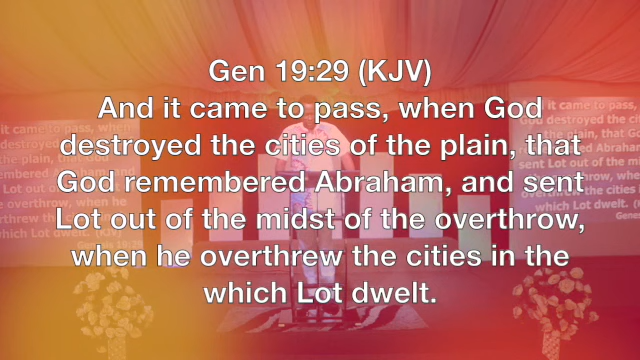 Gen 19:29 (KJV)
And it came to pass, when God
destroyed the cities of the plain, that
God remembered Abraham, and sent
Lot out of the midst of the overthrow,
when he overthrew the cities in the
which Lot dwelt.